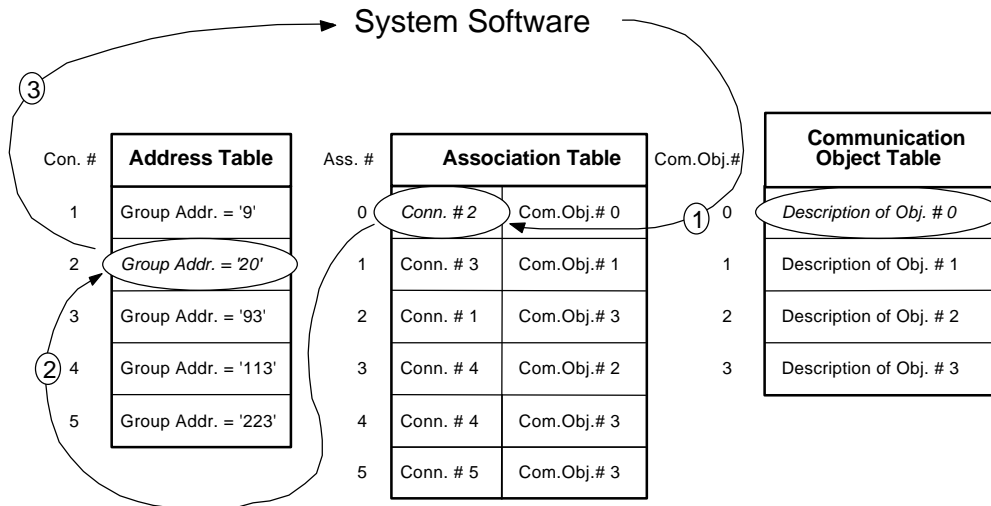 System Software
3
Communication
Object Table
Con. # Address Table Ass. # Association Table Com.Obj.#
1 Group Addr. = '9' 0 Conn. # 2 Com.Obj.# 0 1 0 Description of Obj. # 0
2 Group Addr. = '20' 1 Conn. # 3 Com.Obj.# 1 1 Description of Obj. # 1
3 Group Addr. = '93' 2 Conn. # 1 Com.Obj.# 3 2 Description of Obj. # 2
2 4 Group Addr. = '113' 3 Conn. # 4 Com.Obj.# 2 3 Description of Obj. # 3
5 Group Addr. = '223' 4 Conn. # 4 Com.Obj.# 3
5 Conn. # 5 Com.Obj.# 3